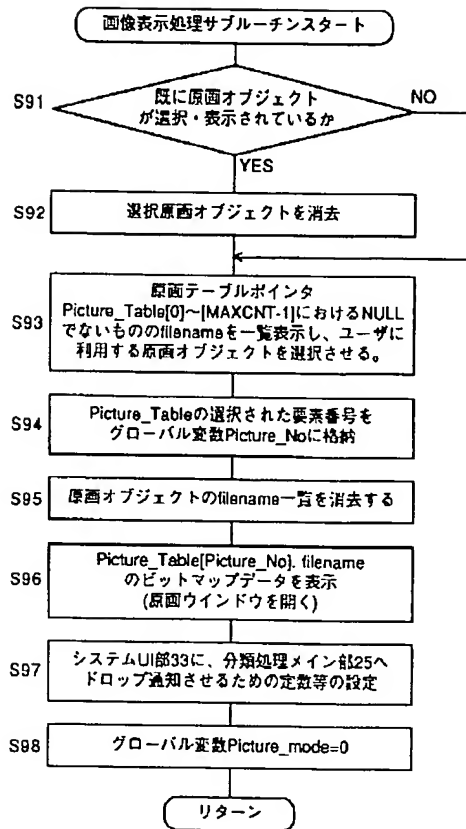 画像表示処理サブルーチンスタート
S91
既に原画オブジェクト
が選択・表示されているか
NO
YES
S92
選択原画オブジェクトを消去
S93
原画テーブルポインタ
Picture_Table[0]~[MAXCNT-1]におけるNULL
でないもののfilenameを一覧表示し、ユーザに
利用する原画オブジェクトを選択させる。
S94
Picture_Tableの選択された要素番号を
グローバル変数Picture_Noに格納
S95
原画オブジェクトのfilename一覧を消去する
S96
Picture_Table[Picture_No]. filename
のビットマップデータを表示
(原画ウインドウを開く)
S97
システムUI部33に、分類処理メイン部25へ
ドロップ通知させるための定数等の設定
S98
グローバル変数Picture_mode=0
リターン